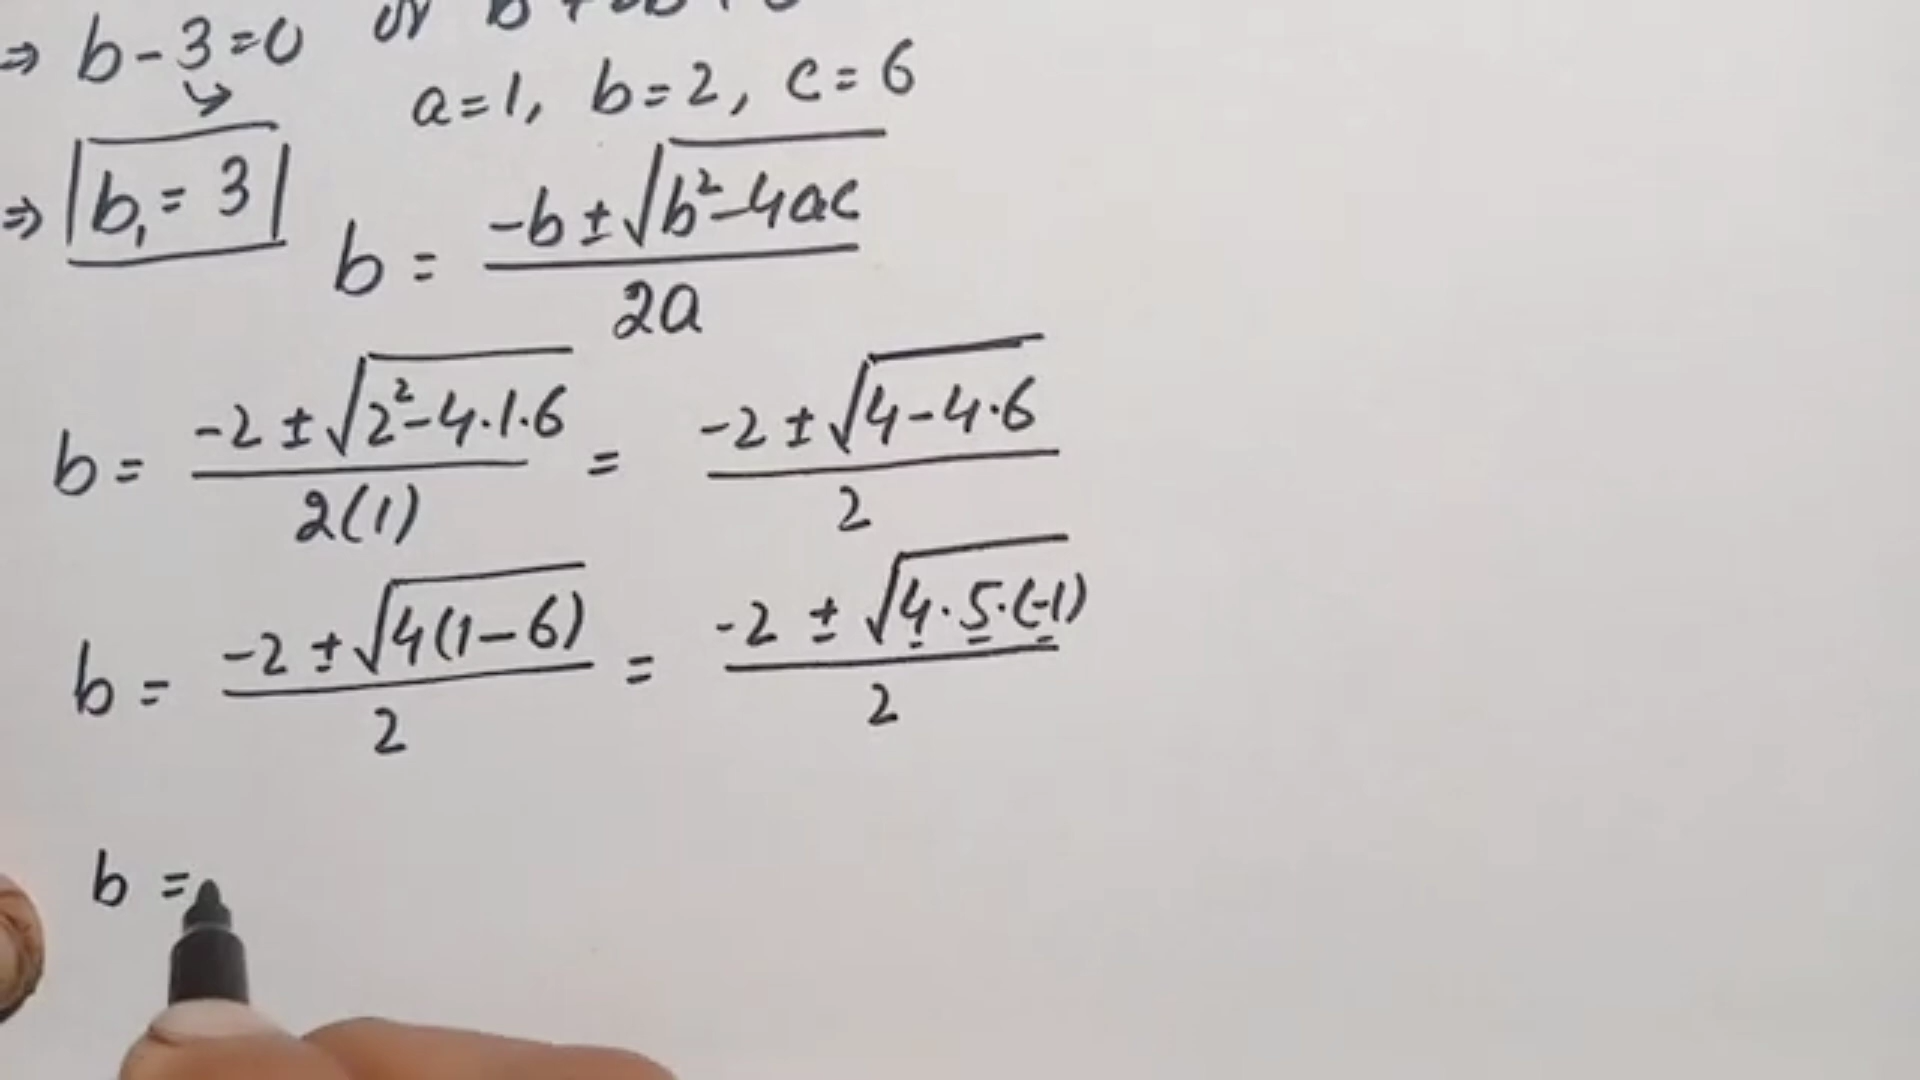 ⇒ b - 3 = 0 or
a = 1, b = 2, c = 6
⇒ b₁ = 3
b = (-b ± √(b² - 4ac)) / 2a
b = (-2 ± √(2² - 4·1·6)) / 2(1) = (-2 ± √(4 - 4·6)) / 2
b = (-2 ± √(4(1 - 6))) / 2 = (-2 ± √(4·5·(-1))) / 2
b =